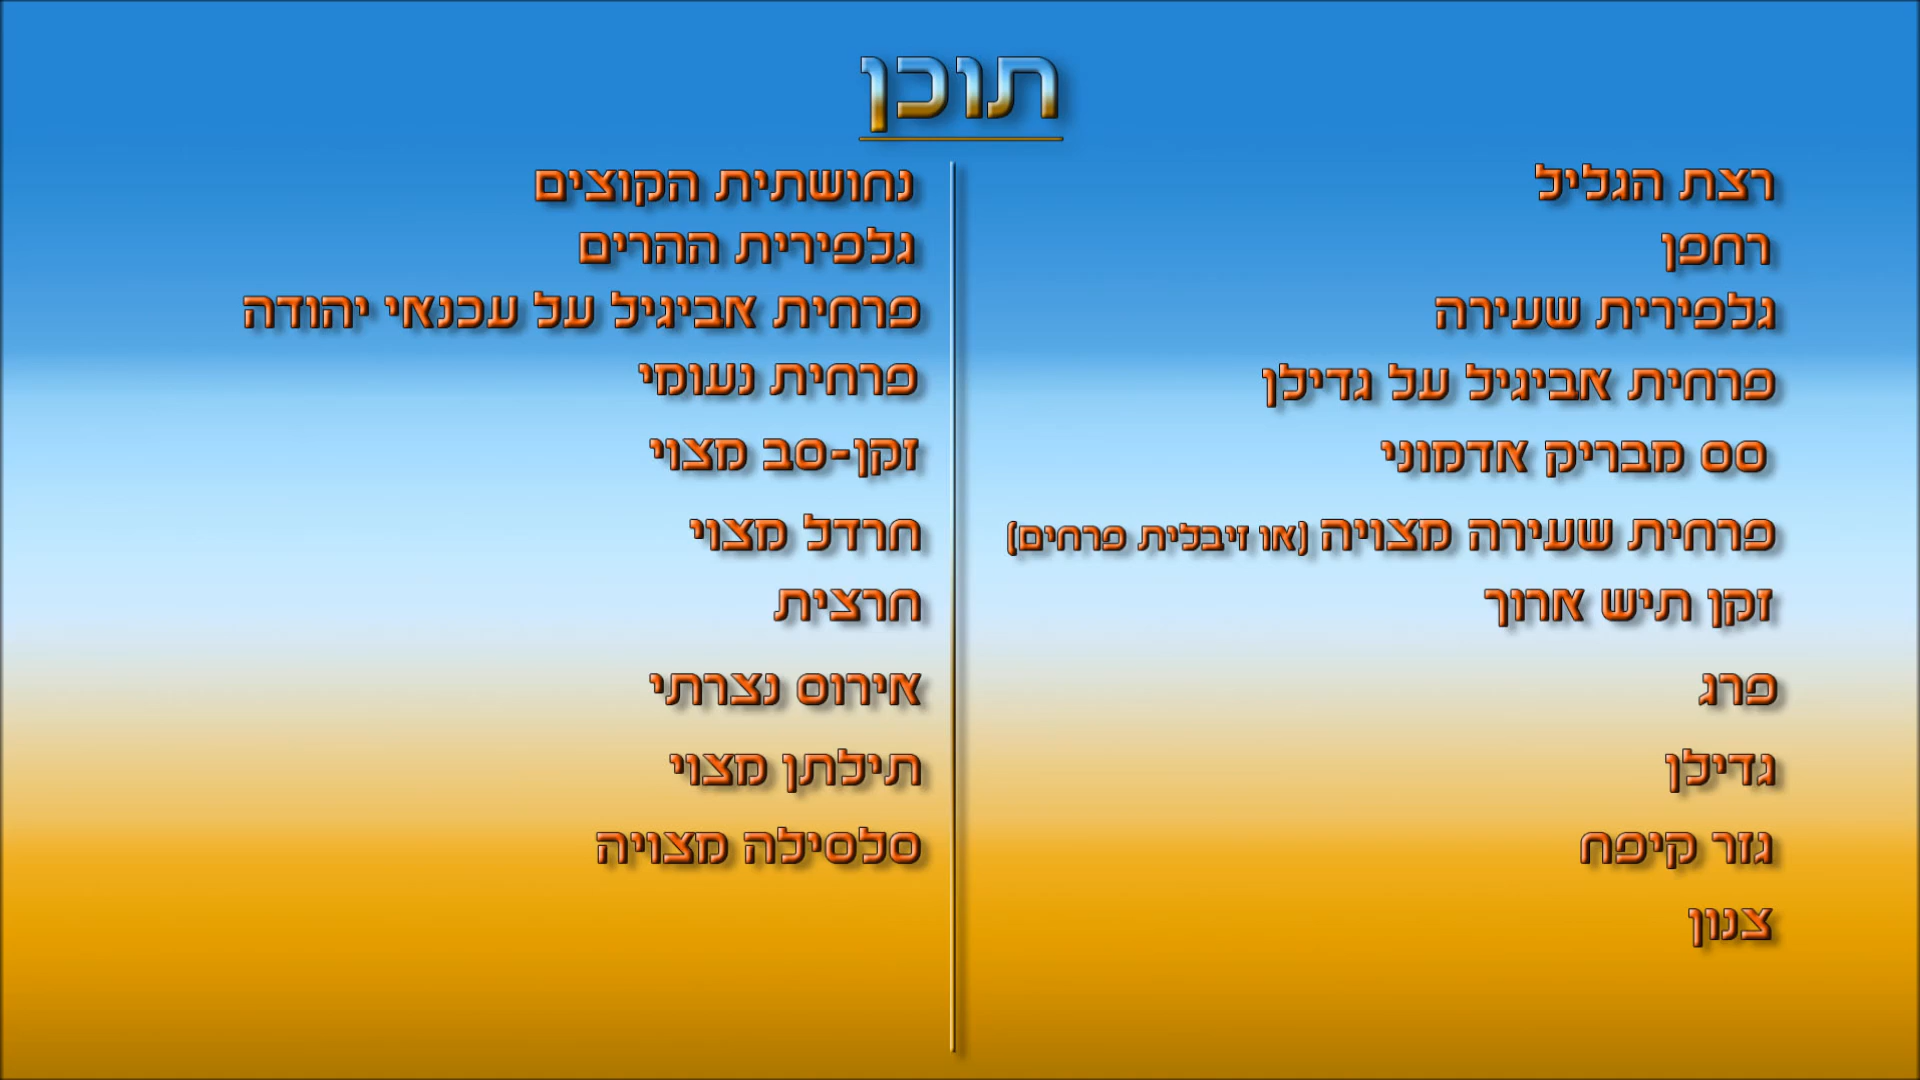 תוכן
רצת הגליל
רחפן
גלפירית שעירה
פרחית אביגיל על גדילן
סס מבריק אדמוני
פרחית שעירה מצויה (או זיבלית פרחים)
זקן תיש ארוך
פרג
גדילן
גזר קיפח
צנון
נחושתית הקוצים
גלפירית ההרים
פרחית אביגיל על עכנאי יהודה
פרחית נעומי
זקן-סב מצוי
חרדל מצוי
חרצית
אירוס נצרתי
תילתן מצוי
סלסילה מצויה